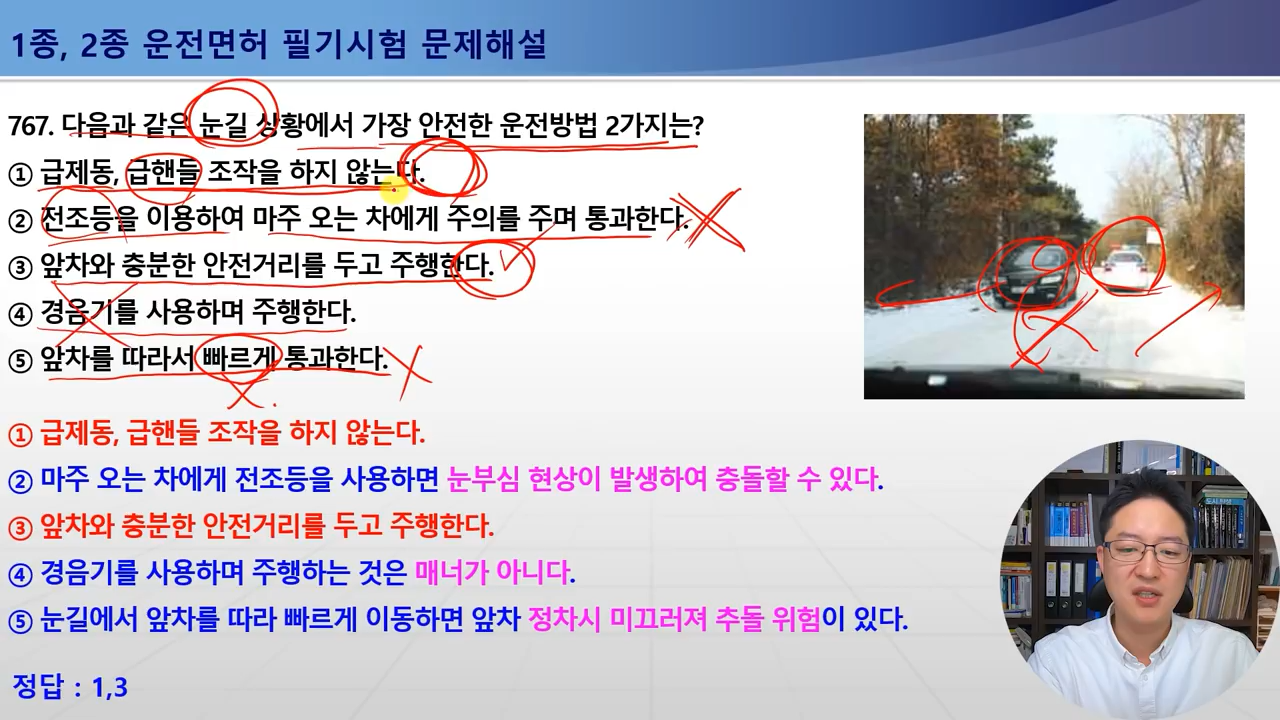 1종, 2종 운전면허 필기시험 문제해설
767. 다음과 같은 눈길 상황에서 가장 안전한 운전방법 2가지는?
① 급제동, 급핸들 조작을 하지 않는다.
② 전조등을 이용하여 마주 오는 차에게 주의를 주며 통과한다.
③ 앞차와 충분한 안전거리를 두고 주행한다.
④ 경음기를 사용하며 주행한다.
⑤ 앞차를 따라서 빠르게 통과한다.
① 급제동, 급핸들 조작을 하지 않는다.
② 마주 오는 차에게 전조등을 사용하면 눈부심 현상이 발생하여 충돌할 수 있다.
③ 앞차와 충분한 안전거리를 두고 주행한다.
④ 경음기를 사용하며 주행하는 것은 매너가 아니다.
⑤ 눈길에서 앞차를 따라 빠르게 이동하면 앞차 정차시 미끄러져 추돌 위험이 있다.
정답 : 1,3